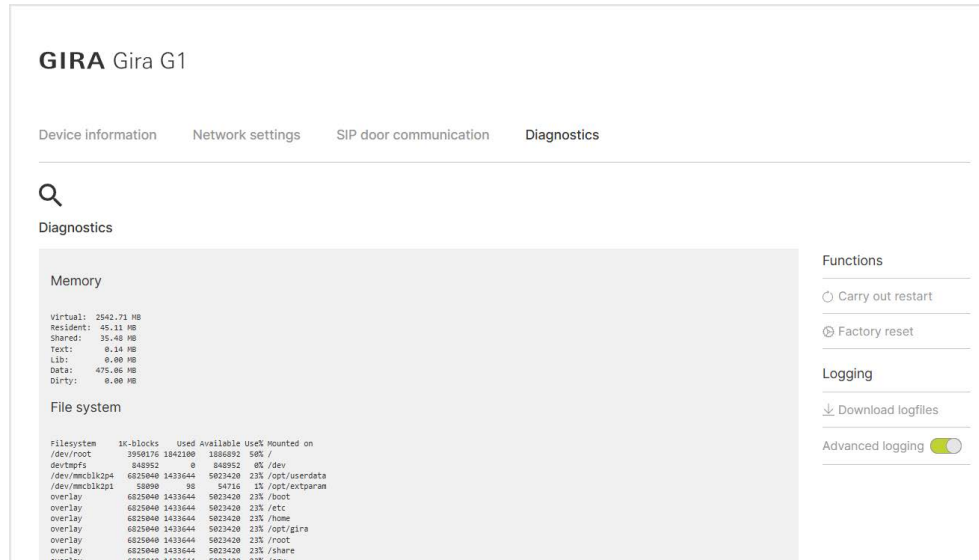 GIRA Gira G1
Device information Network settings SIP door communication Diagnostics
Diagnostics
Memory
Virtual: 2542.71 MB
Resident: 45.11 MB
Shared: 35.48 MB
Text: 0.14 MB
Lib: 0.00 MB
Data: 475.06 MB
Dirty: 0.00 MB
File system
Filesystem 1K-blocks Used Available Use% Mounted on
/dev/root 3950176 1842100 1886892 50% /
devtmpfs 848952 0 848952 0% /dev
/dev/mmcblk2p4 6825040 1433644 5023420 23% /opt/userdata
/dev/mmcblk2p1 58090 98 54716 1% /opt/extparam
overlay 6825040 1433644 5023420 23% /boot
overlay 6825040 1433644 5023420 23% /etc
overlay 6825040 1433644 5023420 23% /home
overlay 6825040 1433644 5023420 23% /opt/gira
overlay 6825040 1433644 5023420 23% /root
overlay 6825040 1433644 5023420 23% /share
overlay 6825040 1433644 5023420 23%
Functions
Carry out restart
Factory reset
Logging
Download logfiles
Advanced logging